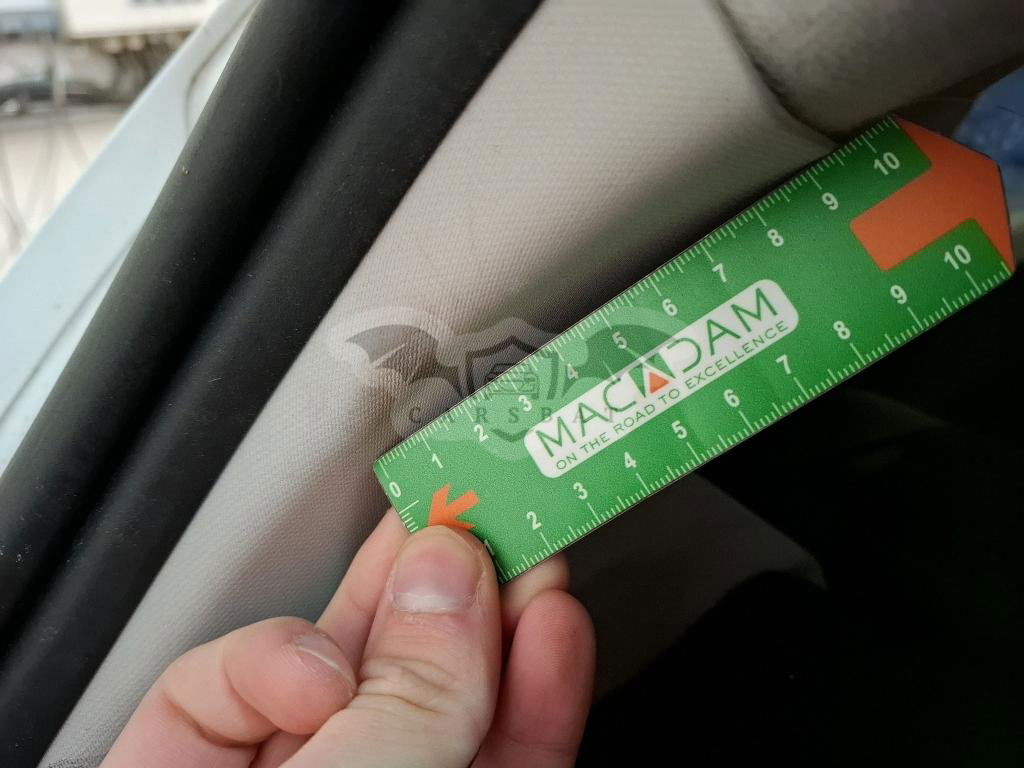 0 1 2 3 4 5 6 7 8 9 10
MACADAM
ON THE ROAD TO EXCELLENCE
1 2 3 4 5 6 7 8 9 10